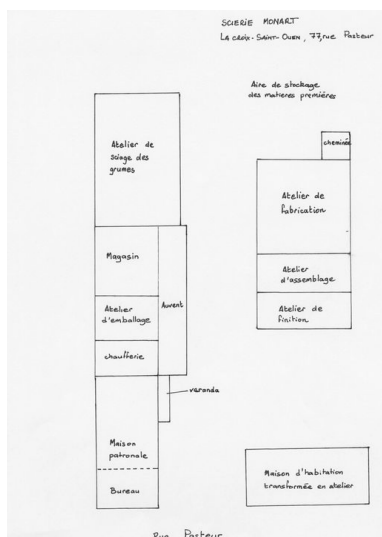 SCIERIE MONART
LA CROIX-SAINT-OUEN, 77, rue Pasteur
Aire de stockage
des matières premières
Atelier de
sciage des
grumes
cheminée
Atelier de
fabrication
Magasin
Auvent
Atelier
d'assemblage
Atelier
d'emballage
Atelier de
finition
chaufferie
veranda
Maison
patronale
Bureau
Maison d'habitation
transformée en atelier
Rue Pasteur